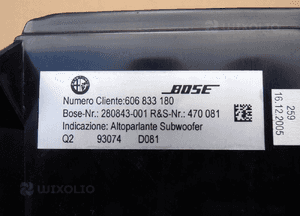 WIXOLIO
BOSE
Numero Cliente:606 833 180
Bose-Nr.: 280843-001 R&S-Nr.: 470 081
Indicazione: Altoparlante Subwoofer
Q2 93074 D081
259
16.12.2005
WIXOLIO